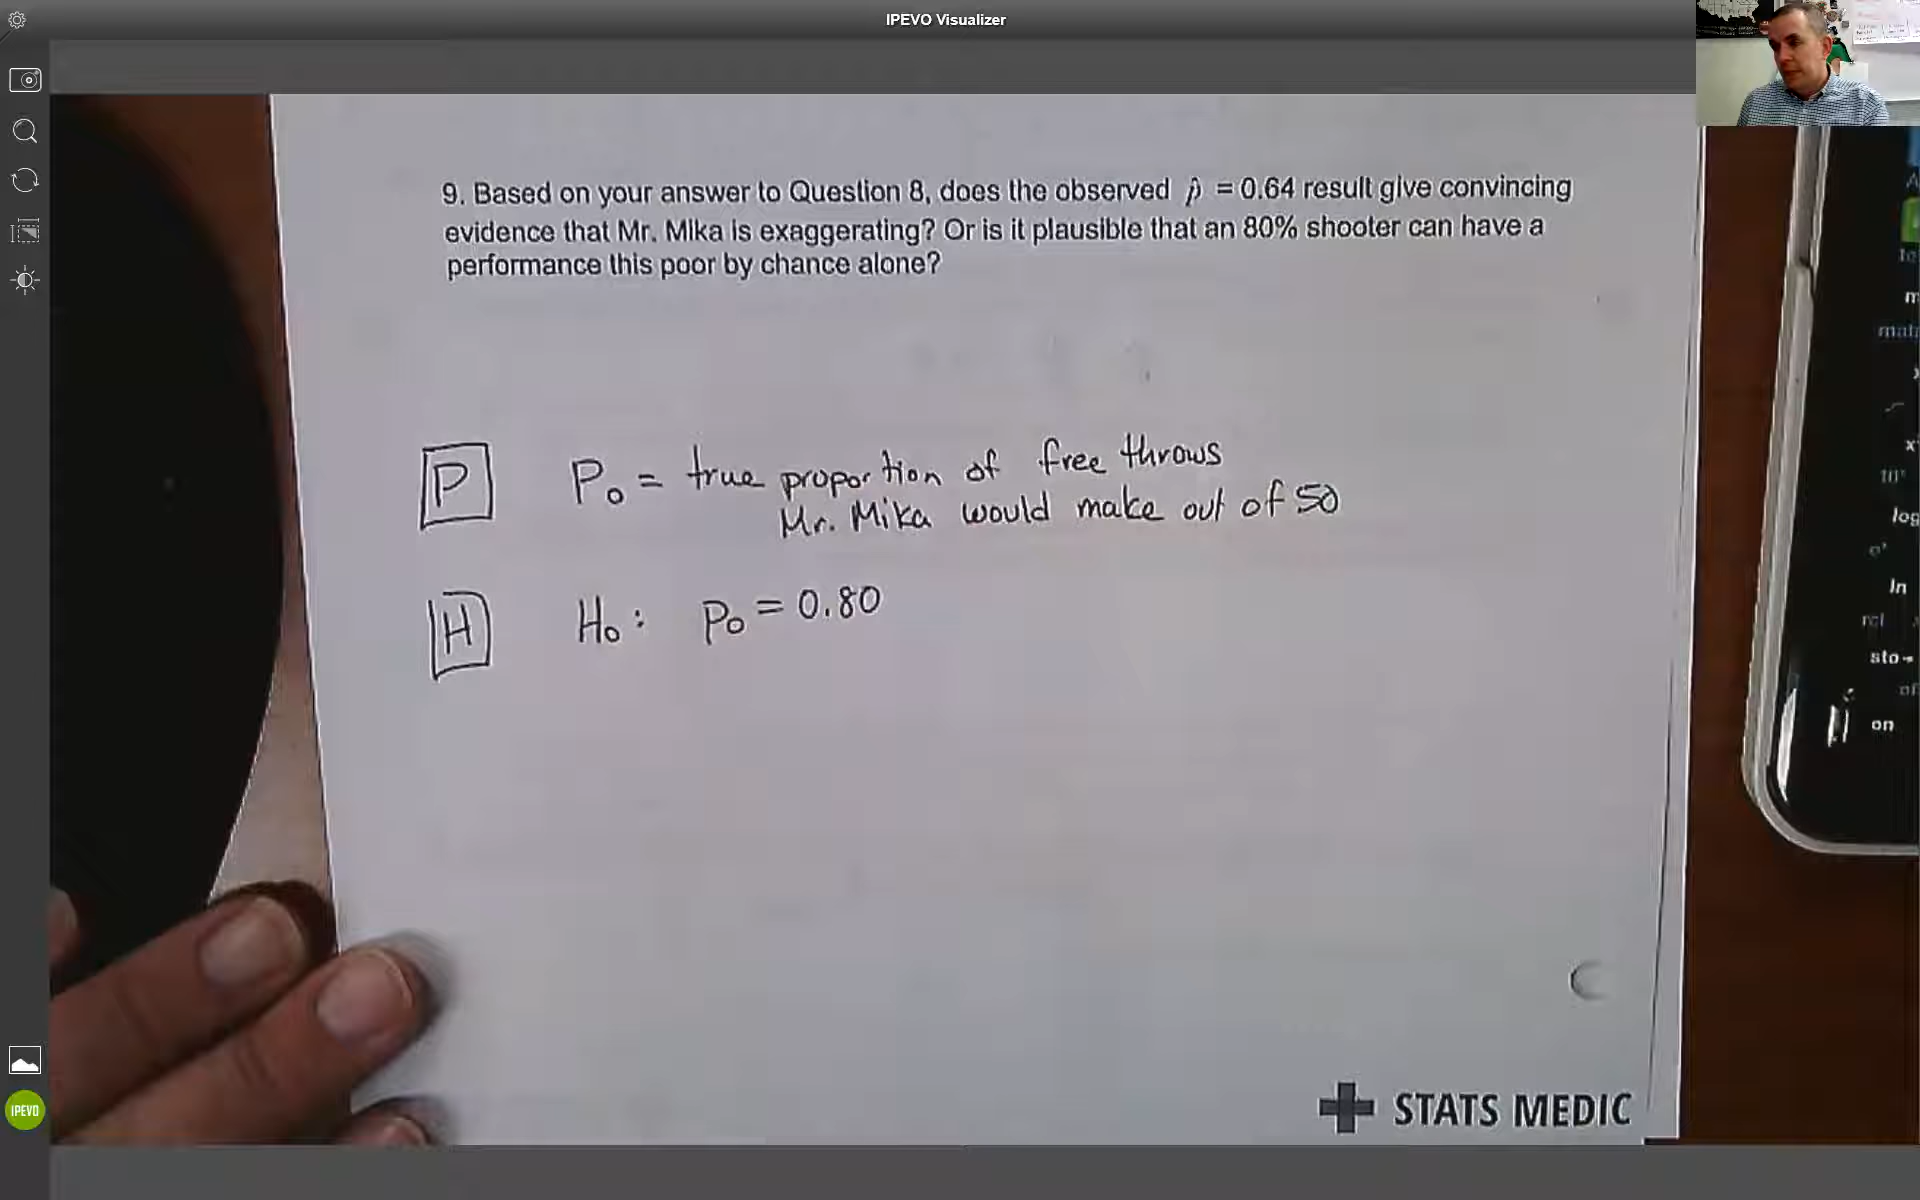 IPEVO Visualizer
9. Based on your answer to Question 8, does the observed p̂ = 0.64 result give convincing
evidence that Mr. Mika is exaggerating? Or is it plausible that an 80% shooter can have a
performance this poor by chance alone?
P P₀ = true proportion of free throws
Mr. Mika would make out of 50
H H₀: p₀ = 0.80
STATS MEDIC
IPEVO
log
ln
sto→
on